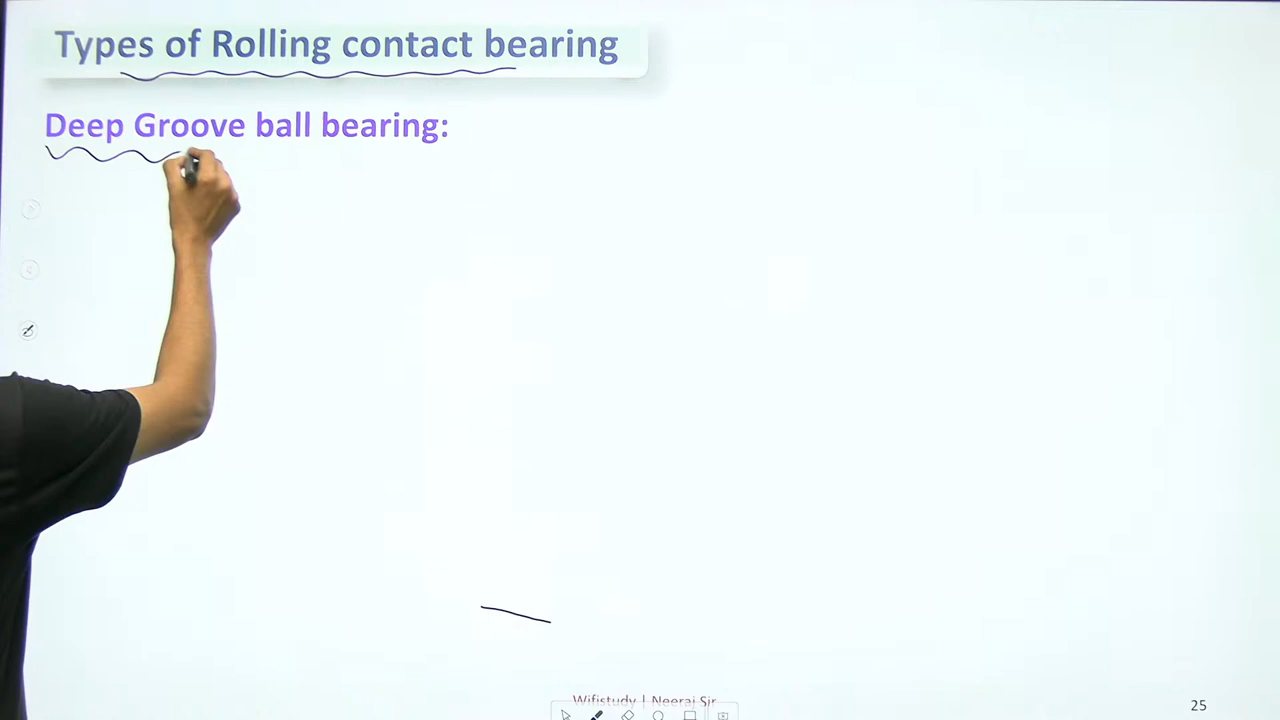 Types of Rolling contact bearing
Deep Groove ball bearing:
Wifistudy | Neeraj Sir
25